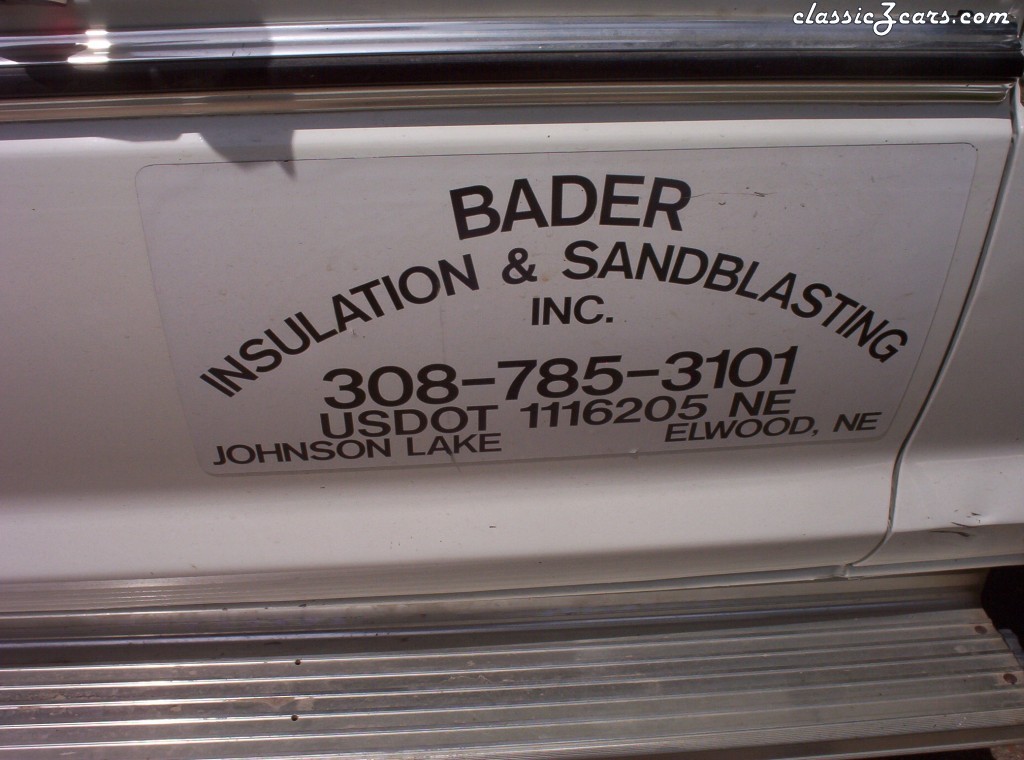 classicZcars.com
BADER
INSULATION & SANDBLASTING
INC.
308-785-3101
USDOT 1116205 NE
JOHNSON LAKE ELWOOD, NE